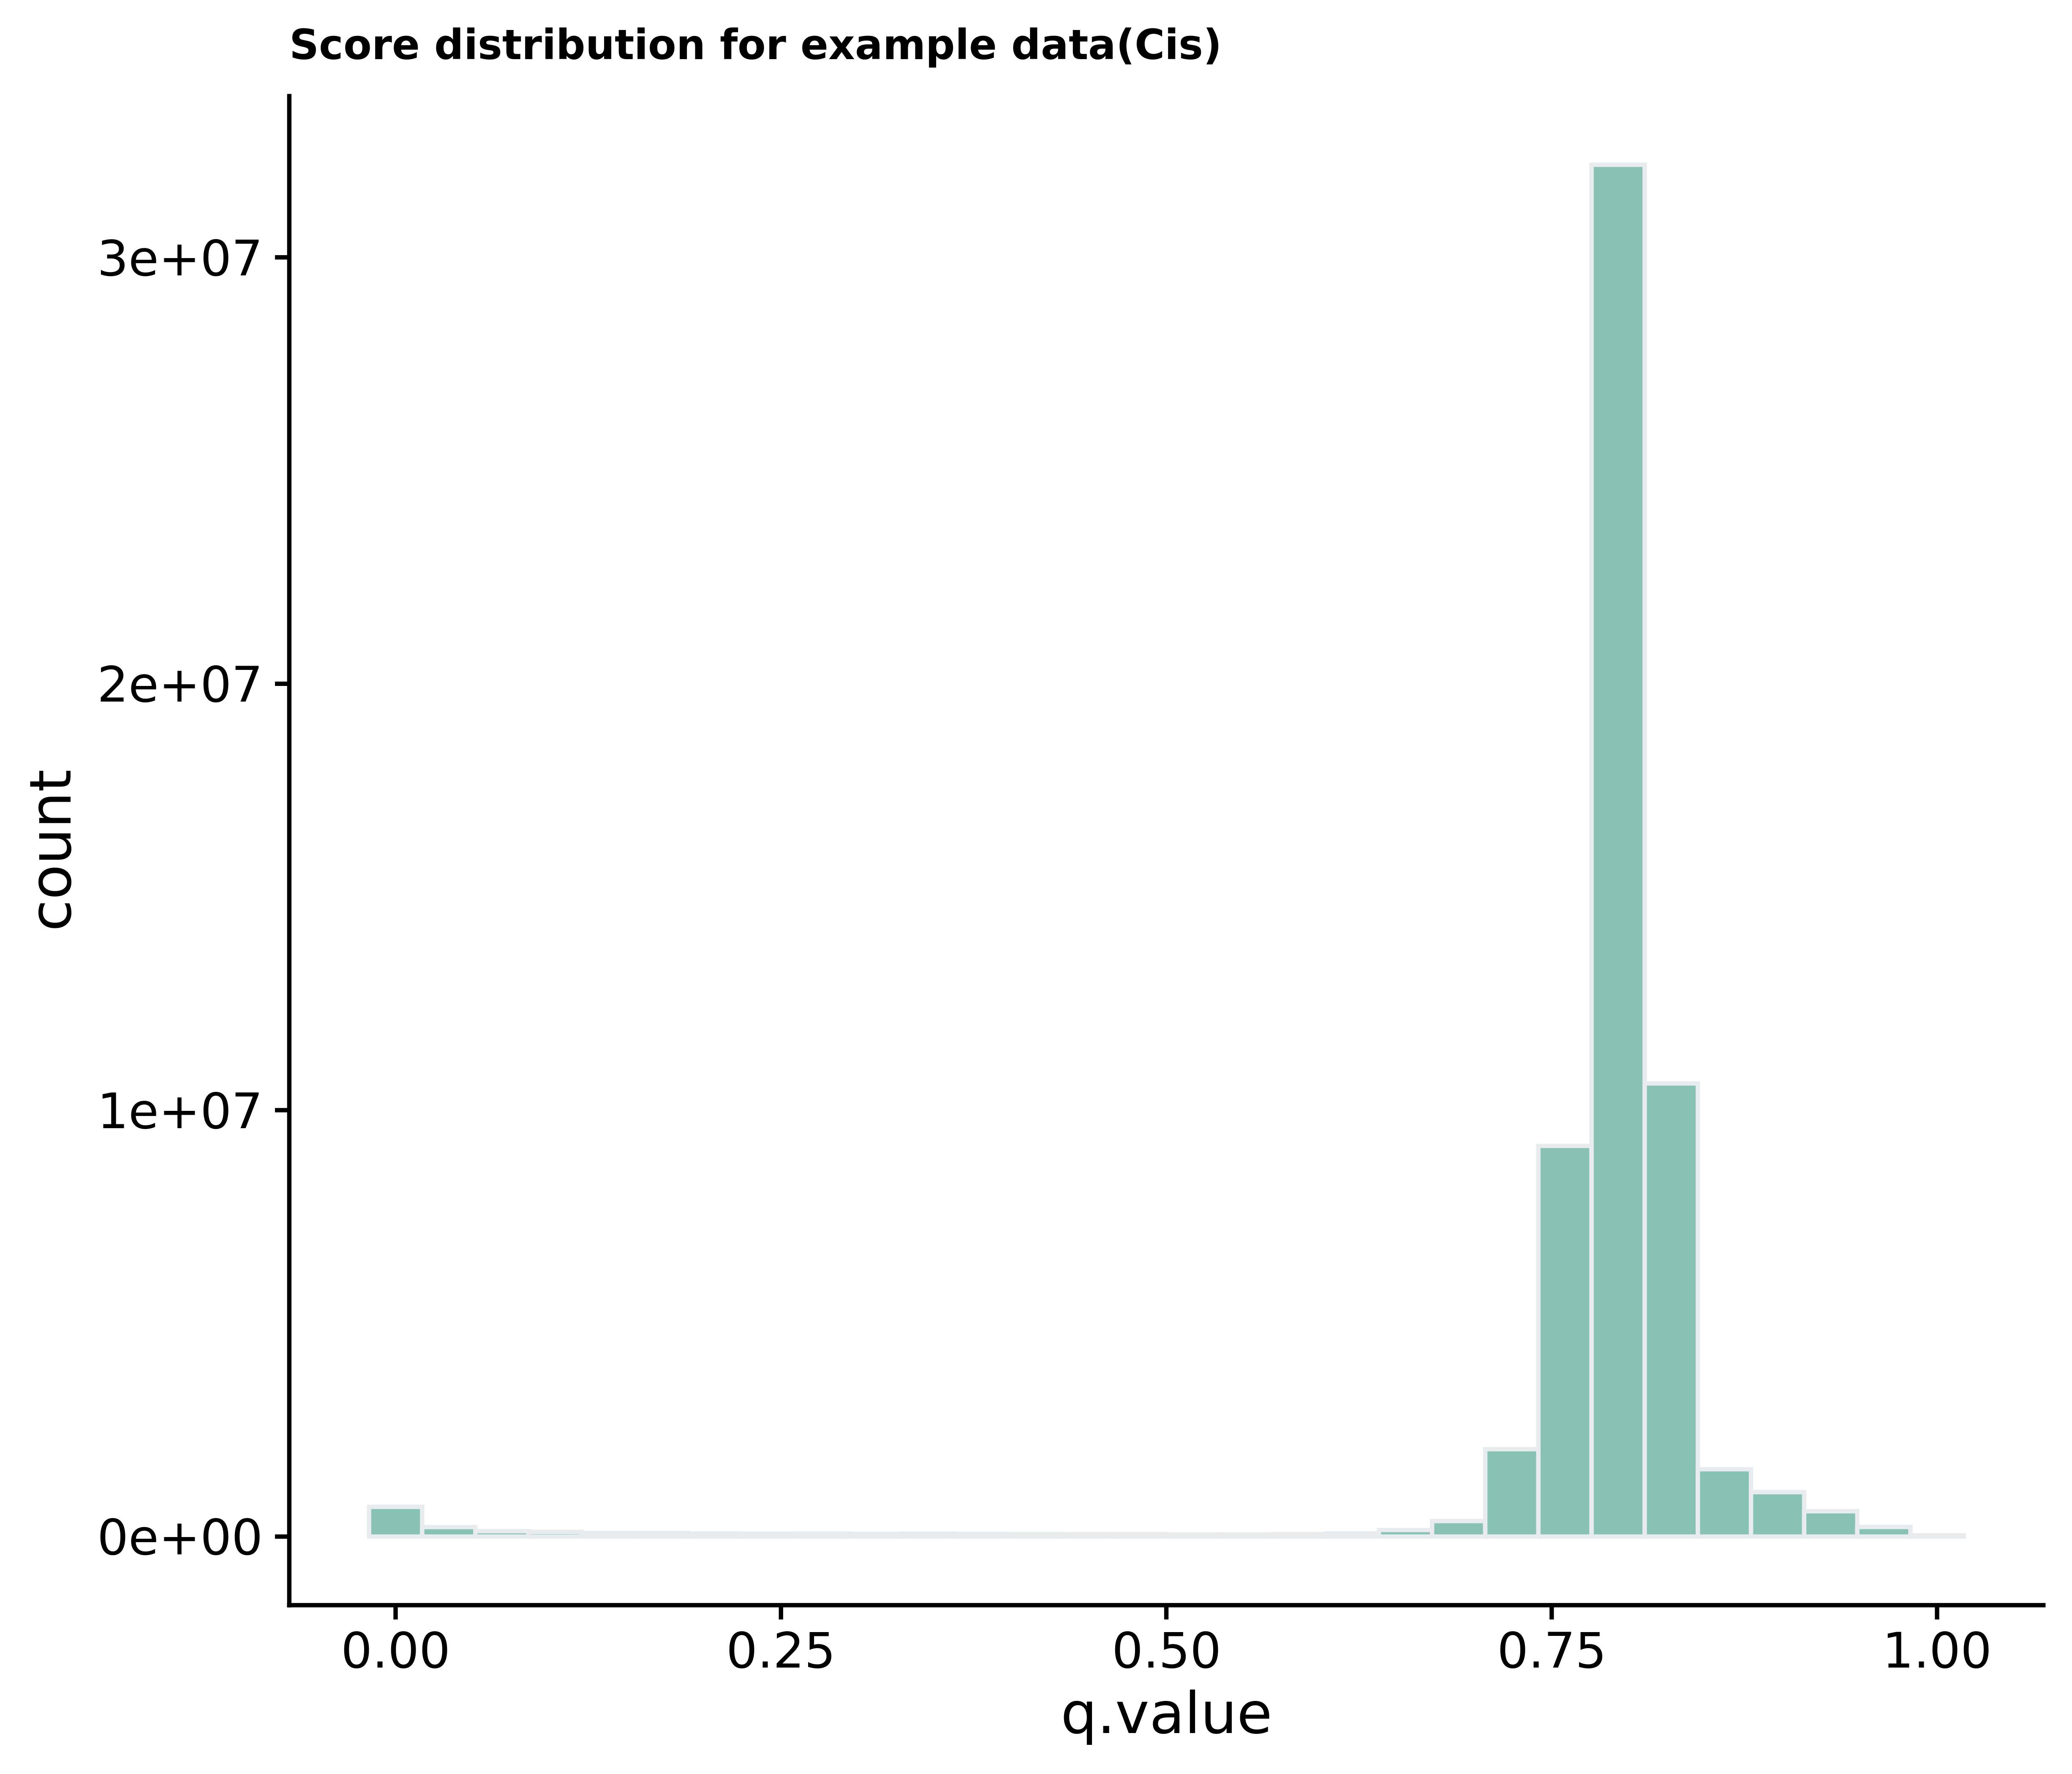 Score distribution for example data(Cis)
3e+07
2e+07
1e+07
0e+00
count
0.00 0.25 0.50 0.75 1.00
q.value